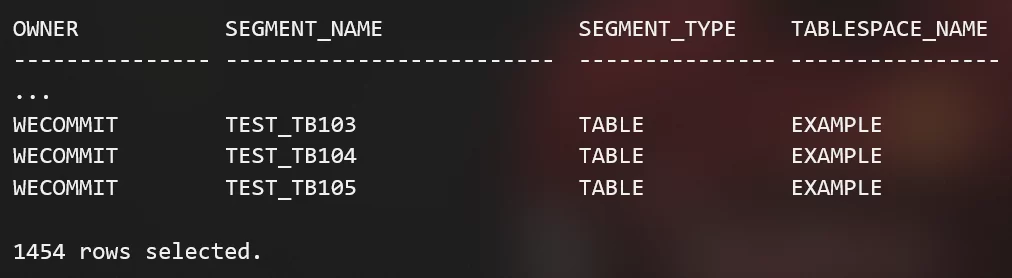 OWNER           SEGMENT_NAME              SEGMENT_TYPE    TABLESPACE_NAME
--------------- ------------------------- --------------- ----------------
...
WECOMMIT        TEST_TB103                TABLE           EXAMPLE
WECOMMIT        TEST_TB104                TABLE           EXAMPLE
WECOMMIT        TEST_TB105                TABLE           EXAMPLE
1454 rows selected.